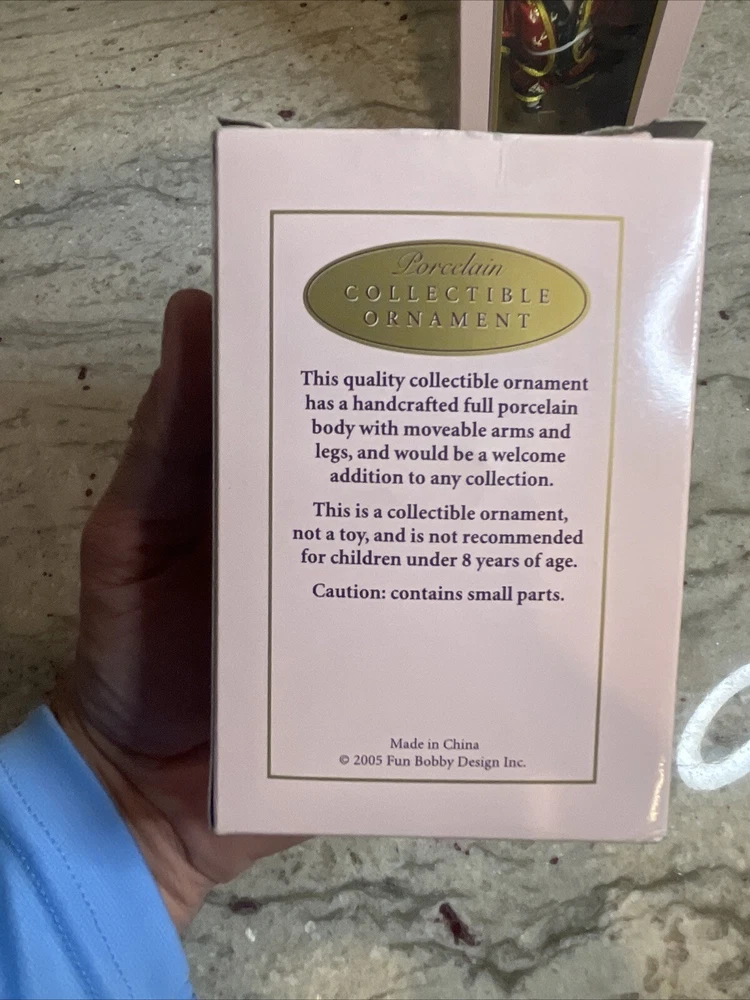 Porcelain
COLLECTIBLE
ORNAMENT
This quality collectible ornament
has a handcrafted full porcelain
body with moveable arms and
legs, and would be a welcome
addition to any collection.
This is a collectible ornament,
not a toy, and is not recommended
for children under 8 years of age.
Caution: contains small parts.
Made in China
© 2005 Fun Bobby Design Inc.